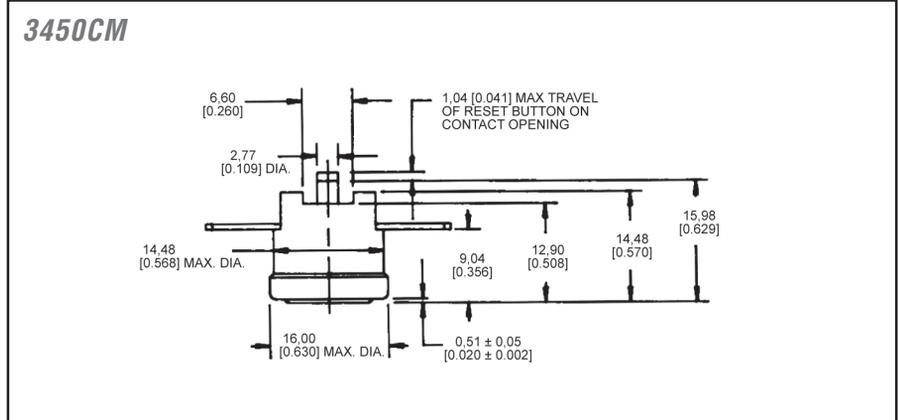 3450CM
6,60
[0.260]
1,04 [0.041] MAX TRAVEL
OF RESET BUTTON ON
CONTACT OPENING
2,77
[0.109] DIA.
14,48
[0.568] MAX. DIA.
9,04
[0.356]
12,90
[0.508]
14,48
[0.570]
15,98
[0.629]
16,00
[0.630] MAX. DIA.
0,51 ± 0,05
[0.020 ± 0.002]